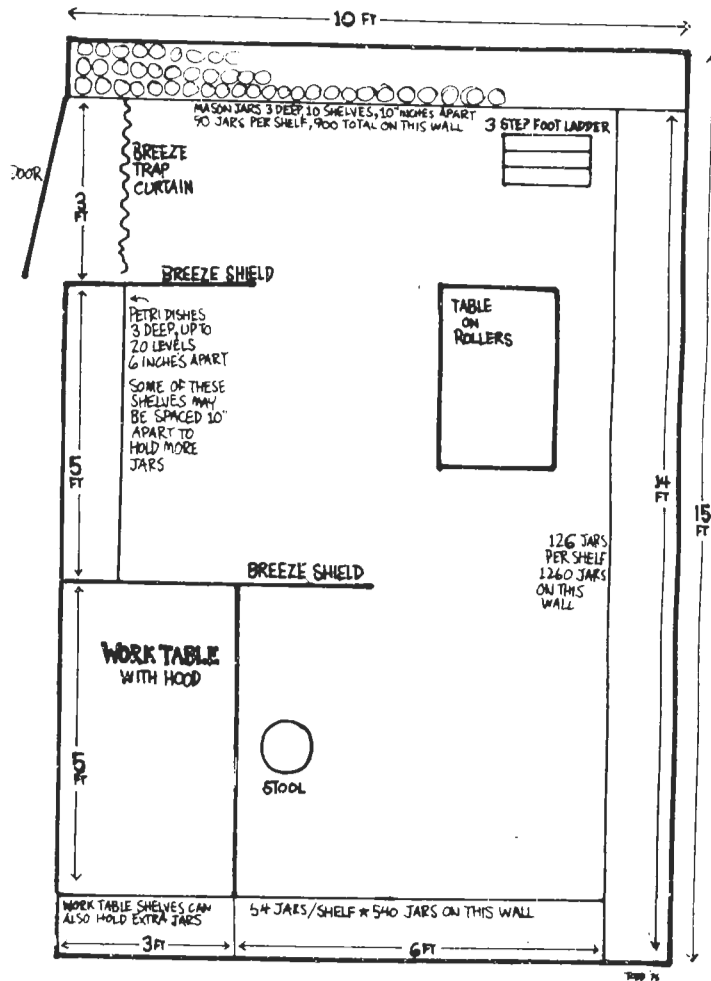 10 FT
MASON JARS 3 DEEP, 10 SHELVES, 10" INCHES APART
90 JARS PER SHELF, 900 TOTAL ON THIS WALL
3 STEP FOOT LADDER
DOOR
3
FT
BREEZE
TRAP
CURTAIN
BREEZE SHIELD
PETRI DISHES
3 DEEP, UP TO
20 LEVELS
6 INCHES APART
SOME OF THESE
SHELVES MAY
BE SPACED 10"
APART TO
HOLD MORE
JARS
TABLE
ON
ROLLERS
5
FT
14
FT
15
FT
126 JARS
PER SHELF
1260 JARS
ON THIS
WALL
BREEZE SHIELD
WORK TABLE
WITH HOOD
5
FT
STOOL
WORK TABLE SHELVES CAN
ALSO HOLD EXTRA JARS
54 JARS/SHELF * 540 JARS ON THIS WALL
3 FT
6 FT
TODD 76